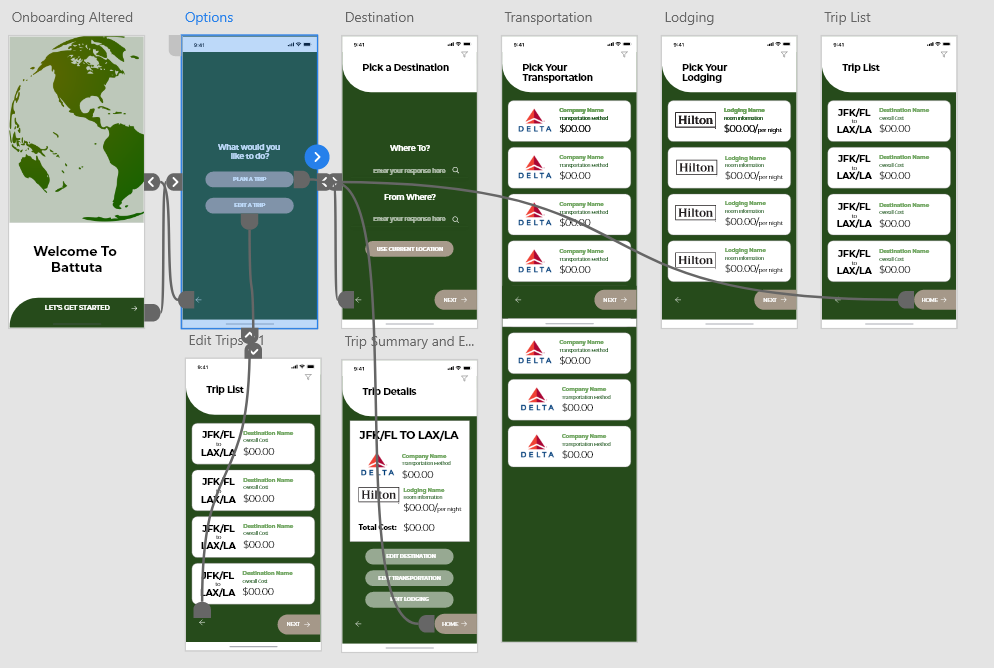 Onboarding Altered
Options
Destination
Transportation
Lodging
Trip List
Welcome To
Battuta
LET'S GET STARTED
9:41
What would you
like to do?
PLAN A TRIP
EDIT A TRIP
9:41
Pick a Destination
Where To?
Enter your response here
From Where?
Enter your response here
USE CURRENT LOCATION
NEXT
9:41
Pick Your
Transportation
DELTA
Company Name
Transportation Method
$00.00
DELTA
Company Name
Transportation Method
$00.00
DELTA
Company Name
Transportation Method
$00.00
DELTA
Company Name
Transportation Method
$00.00
NEXT
DELTA
Company Name
Transportation Method
$00.00
DELTA
Company Name
Transportation Method
$00.00
DELTA
Company Name
Transportation Method
$00.00
9:41
Pick Your
Lodging
Hilton
Lodging Name
room information
$00.00/per night
Hilton
Lodging Name
room information
$00.00/per night
Hilton
Lodging Name
room information
$00.00/per night
Hilton
Lodging Name
room information
$00.00/per night
NEXT
9:41
Trip List
JFK/FL
to
LAX/LA
Destination Name
Overall Cost
$00.00
JFK/FL
to
LAX/LA
Destination Name
Overall Cost
$00.00
JFK/FL
to
LAX/LA
Destination Name
Overall Cost
$00.00
JFK/FL
to
LAX/LA
Destination Name
Overall Cost
$00.00
HOME
Edit Trips
1
9:41
Trip List
JFK/FL
to
LAX/LA
Destination Name
Overall Cost
$00.00
JFK/FL
to
LAX/LA
Destination Name
Overall Cost
$00.00
JFK/FL
to
LAX/LA
Destination Name
Overall Cost
$00.00
JFK/FL
to
LAX/LA
Destination Name
Overall Cost
$00.00
NEXT
Trip Summary and E...
9:41
Trip Details
JFK/FL TO LAX/LA
DELTA
Company Name
Transportation Method
$00.00
Hilton
Lodging Name
room information
$00.00/per night
Total Cost:
$00.00
EDIT DESTINATION
EDIT TRANSPORTATION
EDIT LODGING
HOME